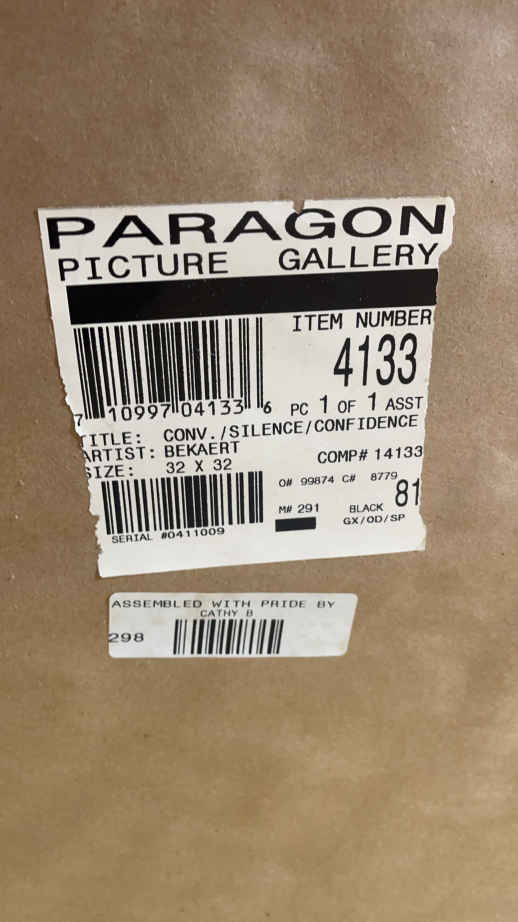 PARAGON
PICTURE GALLERY
ITEM NUMBER
4133
7 10997 04133 6
PC 1 OF 1 ASST
TITLE: CONV./SILENCE/CONFIDENCE
ARTIST: BEKAERT
SIZE: 32 X 32
COMP# 14133
O# 99874 C# 8779
M# 291 BLACK 81
GX/OD/SP
SERIAL #0411009
ASSEMBLED WITH PRIDE BY
CATHY B
298